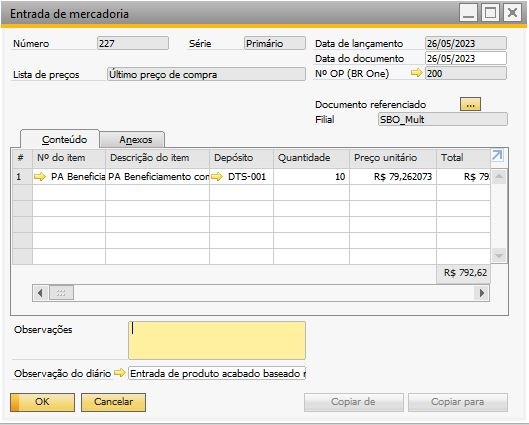 Entrada de mercadoria
Número 227 Série Primário Data de lançamento 26/05/2023
Data do documento 26/05/2023
Lista de preços Último preço de compra Nº OP (BR One) 200
Documento referenciado ...
Filial SBO_Mult
Conteúdo Anexos
# Nº do item Descrição do item Depósito Quantidade Preço unitário Total
1 PA Beneficia PA Beneficiamento con DTS-001 10 R$ 79,262073 R$ 79
R$ 792,62
Observações
Observação do diário Entrada de produto acabado baseado r
OK Cancelar Copiar de Copiar para